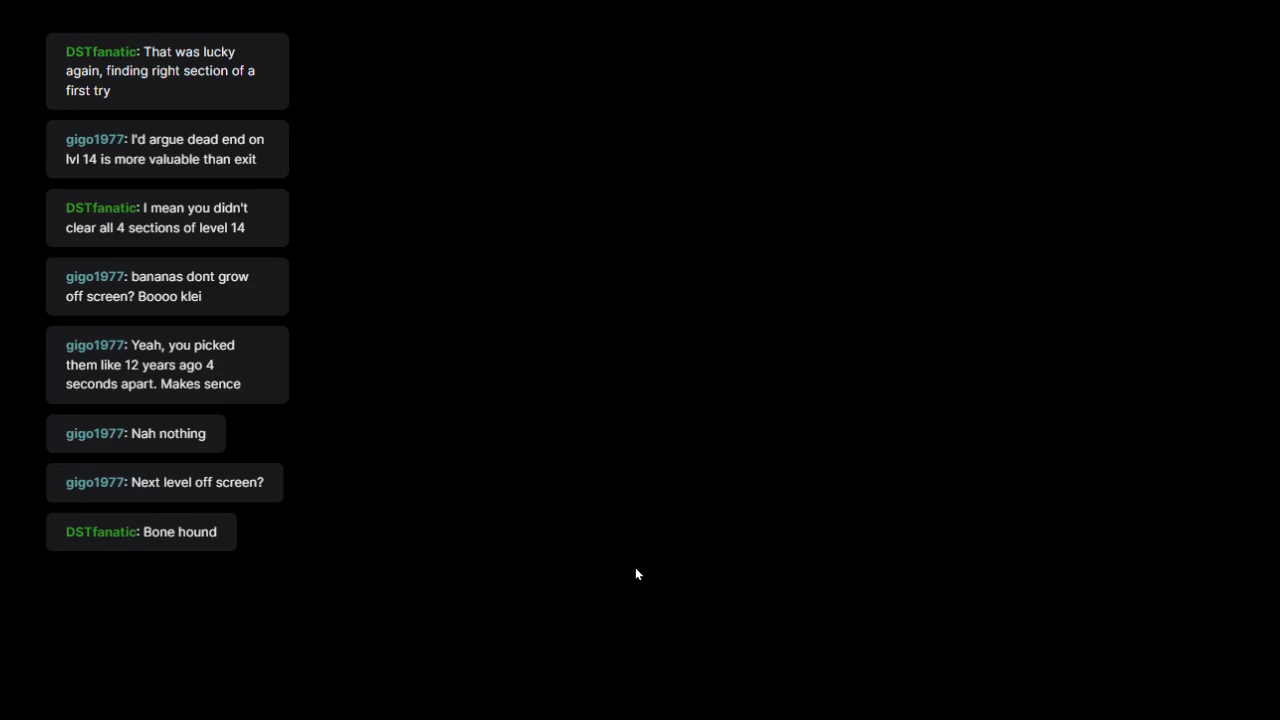 DSTfanatic: That was lucky
again, finding right section of a
first try
gigo1977: I'd argue dead end on
lvl 14 is more valuable than exit
DSTfanatic: I mean you didn't
clear all 4 sections of level 14
gigo1977: bananas dont grow
off screen? Boooo klei
gigo1977: Yeah, you picked
them like 12 years ago 4
seconds apart. Makes sence
gigo1977: Nah nothing
gigo1977: Next level off screen?
DSTfanatic: Bone hound